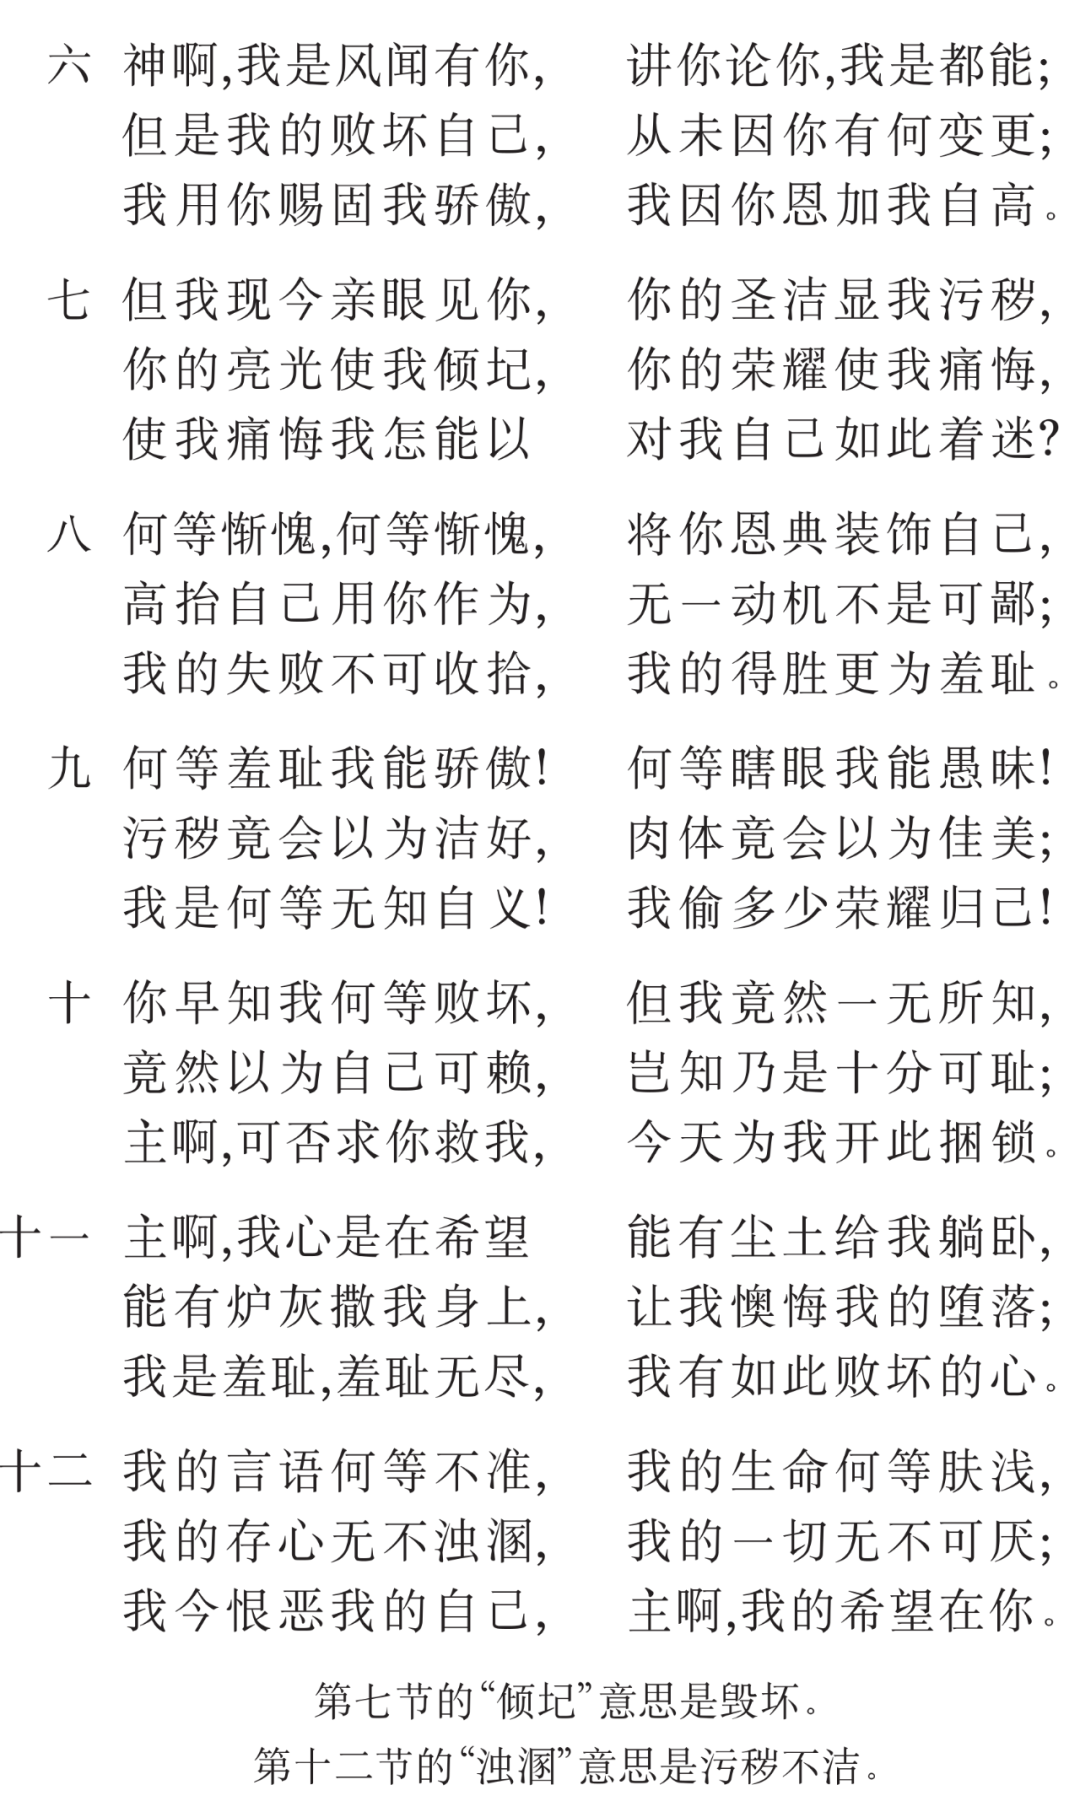 六 神啊,我是风闻有你, 讲你论你,我是都能;
但是我的败坏自己, 从未因你有何变更;
我用你赐固我骄傲, 我因你恩加我自高。
七 但我现今亲眼见你, 你的圣洁显我污秽,
你的亮光使我倾圮, 你的荣耀使我痛悔,
使我痛悔我怎能以 对我自己如此着迷?
八 何等惭愧,何等惭愧, 将你恩典装饰自己,
高抬自己用你作为, 无一动机不是可鄙;
我的失败不可收拾, 我的得胜更为羞耻。
九 何等羞耻我能骄傲! 何等瞎眼我能愚昧!
污秽竟会以为洁好, 肉体竟会以为佳美;
我是何等无知自义! 我偷多少荣耀归己!
十 你早知我何等败坏, 但我竟然一无所知,
竟然以为自己可赖, 岂知乃是十分可耻;
主啊,可否求你救我, 今天为我开此捆锁。
十一 主啊,我心是在希望 能有尘土给我躺卧,
能有炉灰撒我身上, 让我懊悔我的堕落;
我是羞耻,羞耻无尽, 我有如此败坏的心。
十二 我的言语何等不准, 我的生命何等肤浅,
我的存心无不浊溷, 我的一切无不可厌;
我今恨恶我的自己, 主啊,我的希望在你。
第七节的“倾圮”意思是毁坏。
第十二节的“浊溷”意思是污秽不洁。